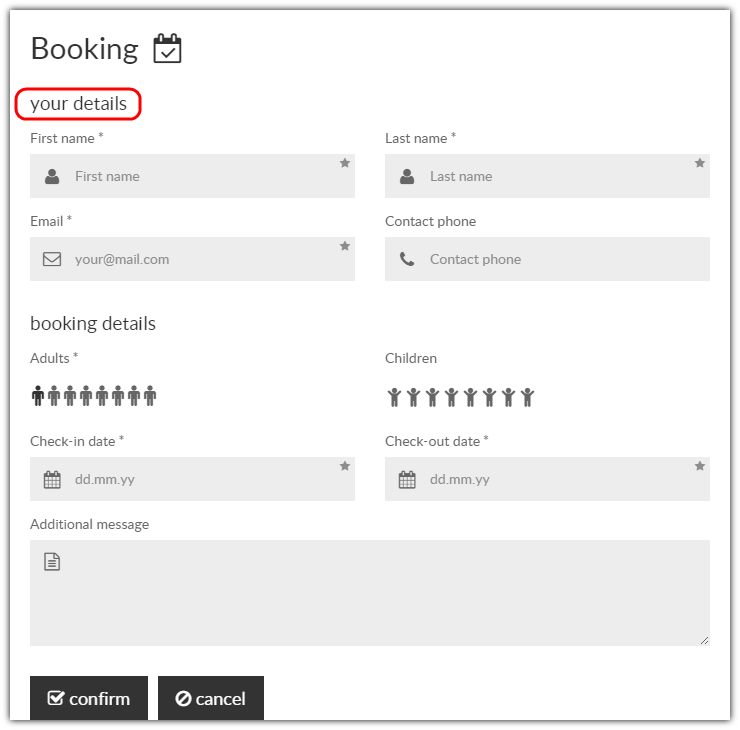 Booking
your details
First name * Last name *
First name Last name
Email * Contact phone
your@mail.com Contact phone
booking details
Adults * Children
Check-in date * Check-out date *
dd.mm.yy dd.mm.yy
Additional message
confirm cancel